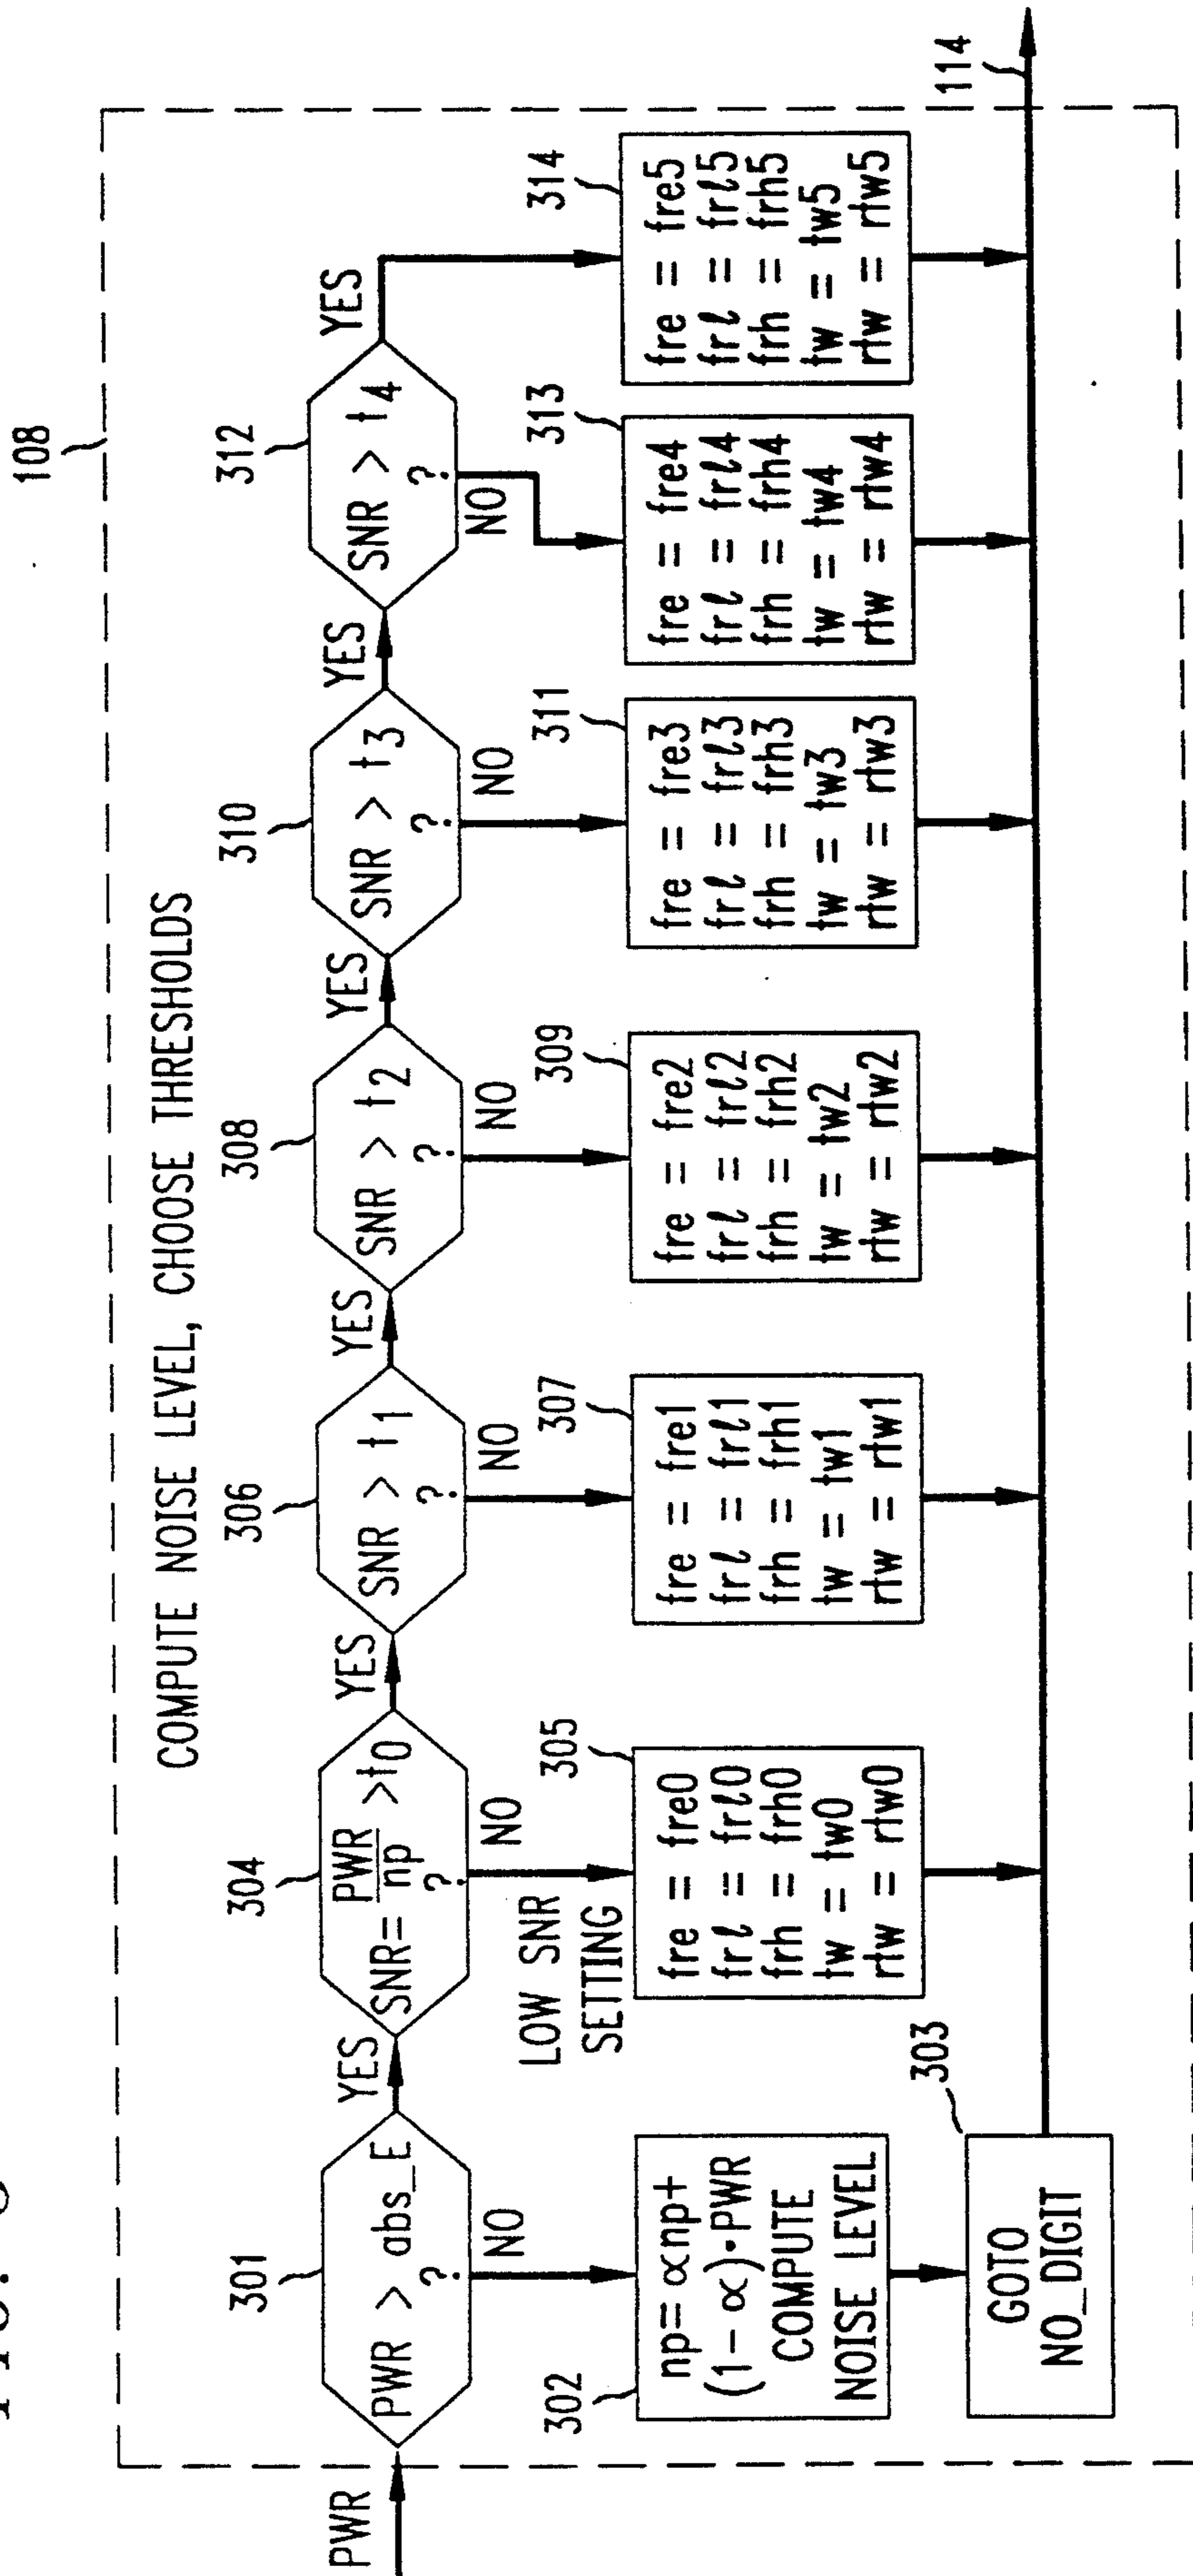 108
COMPUTE NOISE LEVEL, CHOOSE THRESHOLDS
PWR
301
PWR > abs_E
?
YES
NO
302
np= ∝np+
(1 - ∝)•PWR
COMPUTE
NOISE LEVEL
303
GOTO
NO_DIGIT
304
SNR= PWR/np >t0
?
YES
NO
LOW SNR
SETTING
305
fre = fre0
frℓ = frℓ0
frh = frh0
tw = tw0
rtw = rtw0
306
SNR > t1
?
YES
NO
307
fre = fre1
frℓ = frℓ1
frh = frh1
tw = tw1
rtw = rtw1
308
SNR > t2
?
YES
NO
309
fre = fre2
frℓ = frℓ2
frh = frh2
tw = tw2
rtw = rtw2
310
SNR > t3
?
YES
NO
311
fre = fre3
frℓ = frℓ3
frh = frh3
tw = tw3
rtw = rtw3
312
SNR > t4
?
YES
NO
313
fre = fre4
frℓ = frℓ4
frh = frh4
tw = tw4
rtw = rtw4
314
fre = fre5
frℓ = frℓ5
frh = frh5
tw = tw5
rtw = rtw5
114